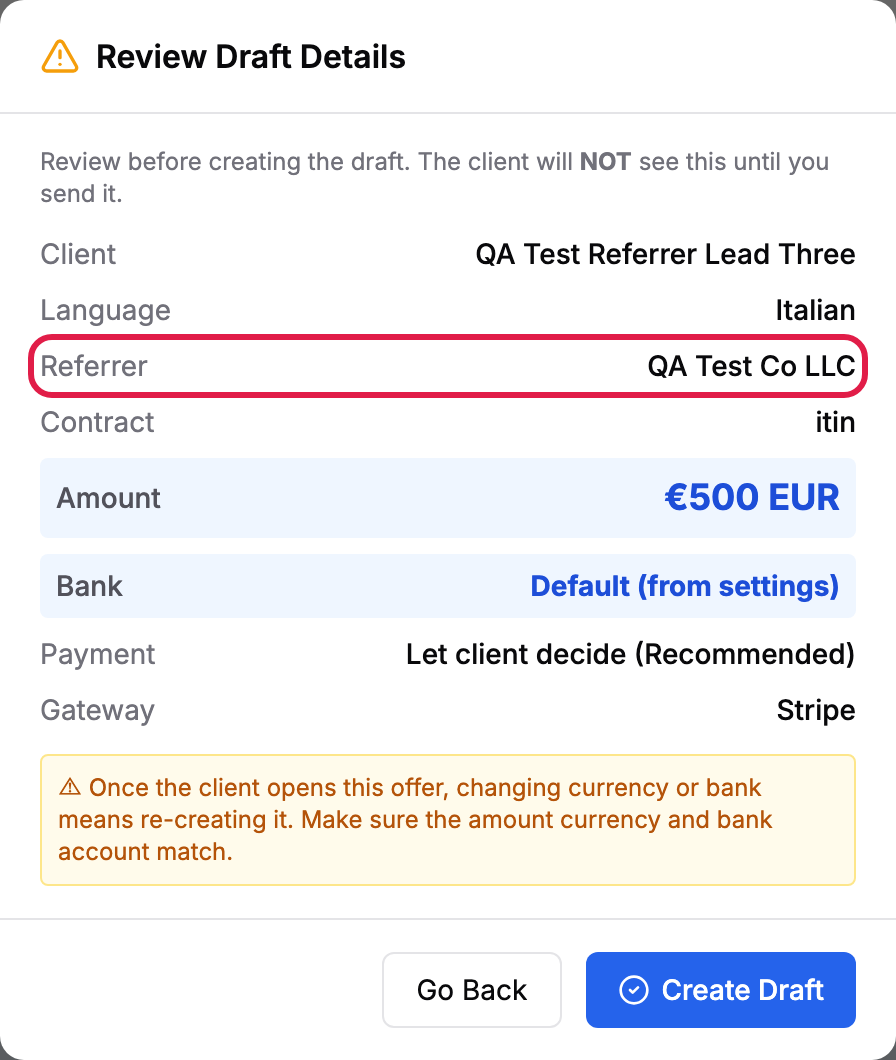 Review Draft Details
Review before creating the draft. The client will NOT see this until you
send it.
Client QA Test Referrer Lead Three
Language Italian
Referrer QA Test Co LLC
Contract itin
Amount €500 EUR
Bank Default (from settings)
Payment Let client decide (Recommended)
Gateway Stripe
⚠ Once the client opens this offer, changing currency or bank
means re-creating it. Make sure the amount currency and bank
account match.
Go Back Create Draft